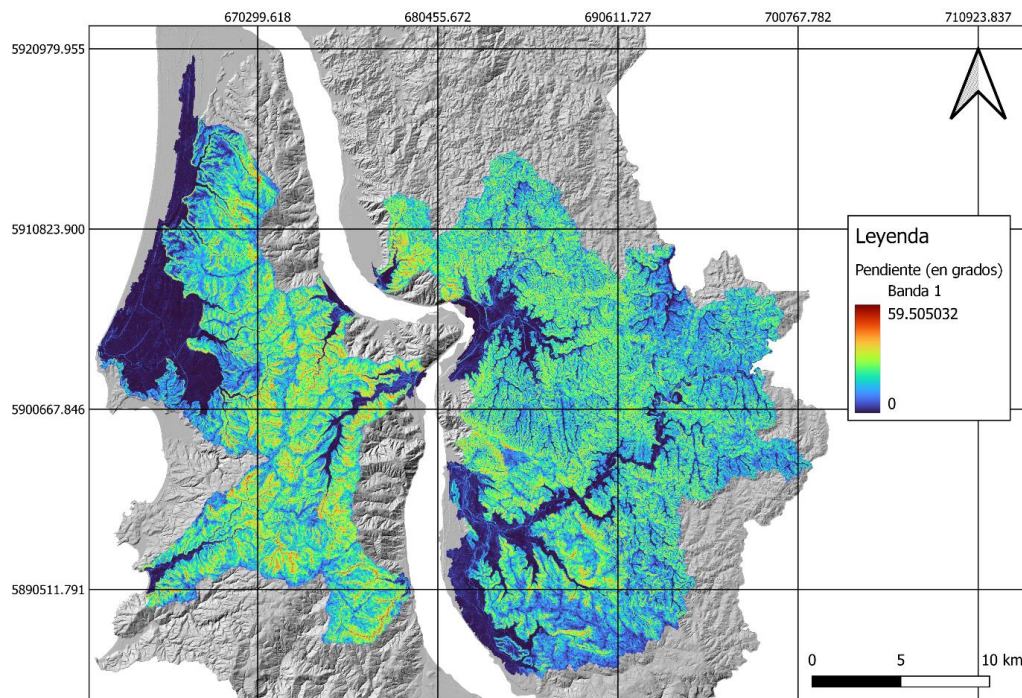 670299.618 680455.672 690611.727 700767.782 710923.837
5920979.955
5910823.900
5900667.846
5890511.791
Leyenda
Pendiente (en grados)
Banda 1
59.505032
0
0 5 10 km